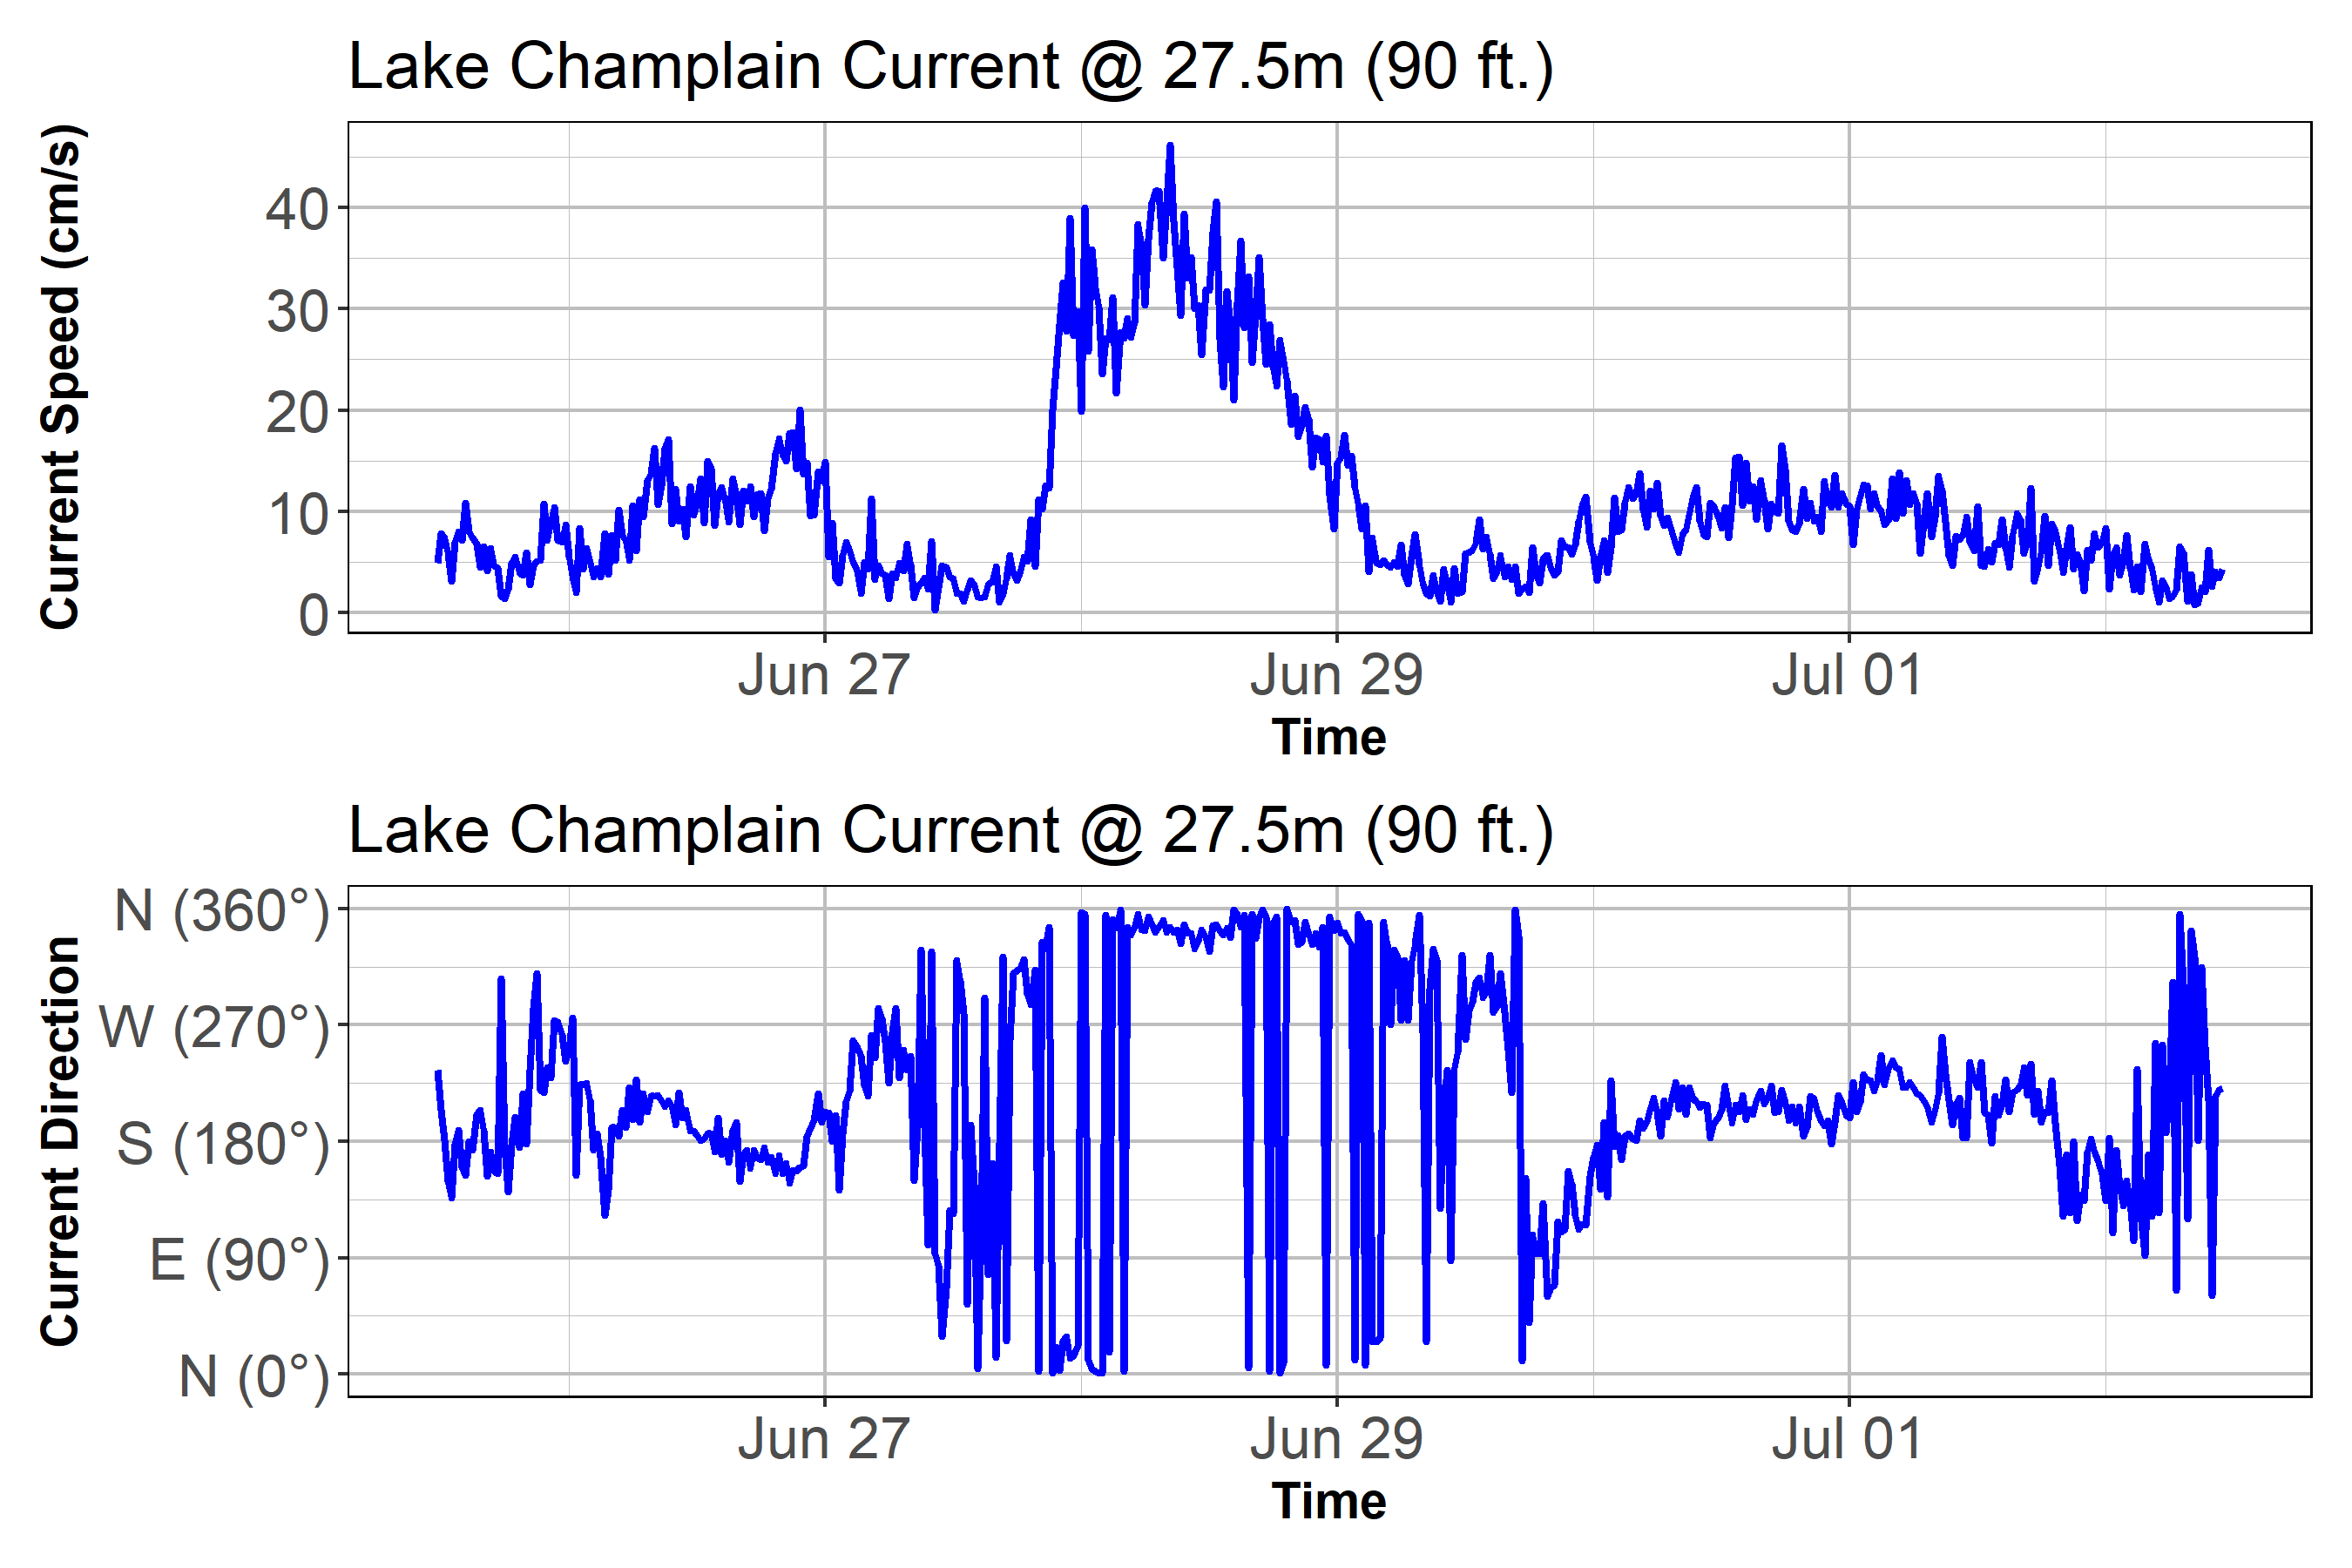 Lake Champlain Current @ 27.5m (90 ft.)
Current Speed (cm/s)
40
30
20
10
0
Jun 27 Jun 29 Jul 01
Time
Lake Champlain Current @ 27.5m (90 ft.)
Current Direction
N (360°)
W (270°)
S (180°)
E (90°)
N (0°)
Jun 27 Jun 29 Jul 01
Time